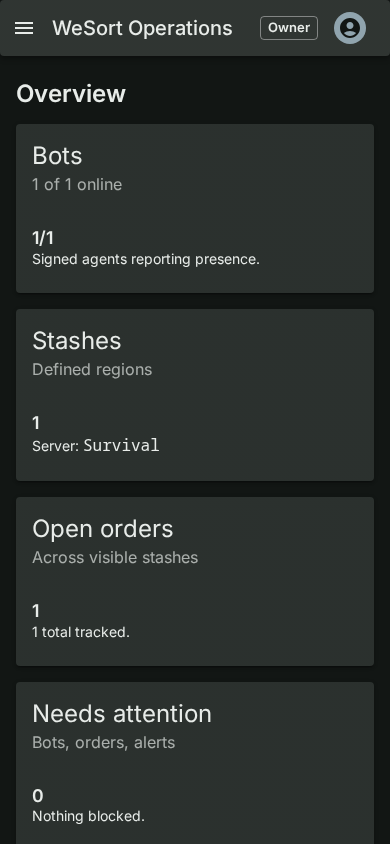 WeSort Operations
Owner
Overview
Bots
1 of 1 online
1/1
Signed agents reporting presence.
Stashes
Defined regions
1
Server: Survival
Open orders
Across visible stashes
1
1 total tracked.
Needs attention
Bots, orders, alerts
0
Nothing blocked.